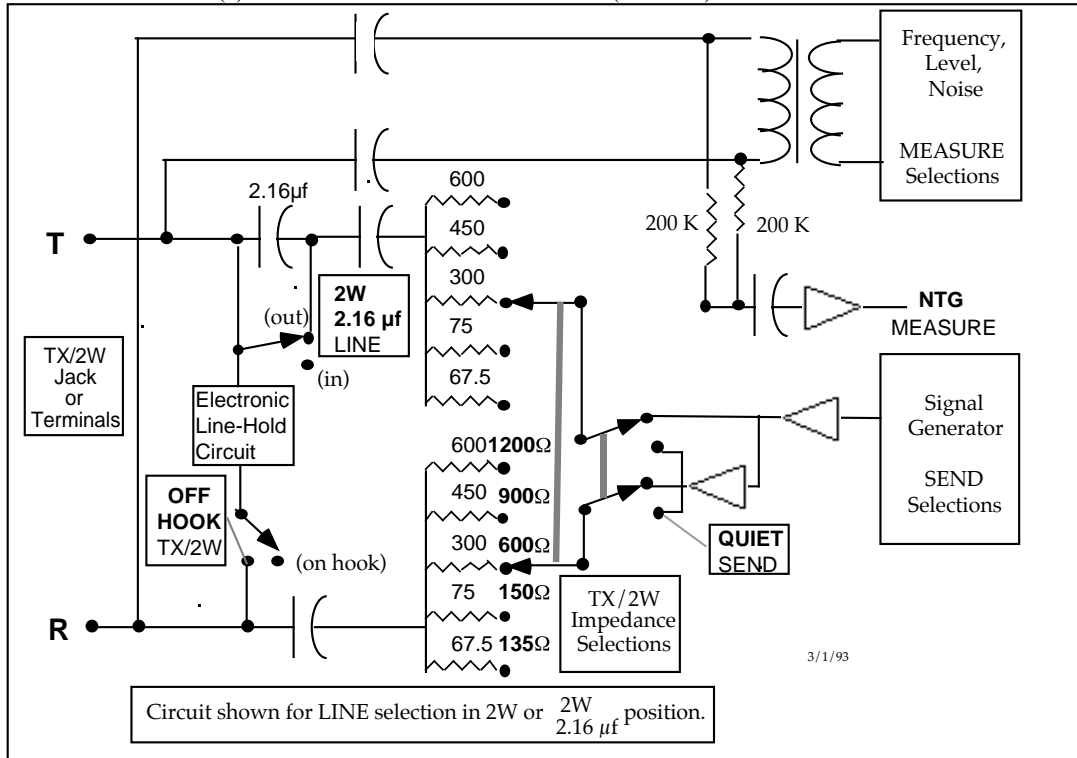 Frequency,
Level,
Noise
MEASURE
Selections
600
2.16µf
450
T
200 K
200 K
300
2W
2.16 µf
LINE
NTG
MEASURE
(out)
75
(in)
TX/2W
Jack
or
Terminals
67.5
Electronic
Line-Hold
Circuit
Signal
Generator
SEND
Selections
600 1200Ω
450 900Ω
OFF
HOOK
TX/2W
300 600Ω
QUIET
SEND
(on hook)
75 150Ω
TX/2W
Impedance
Selections
R
67.5 135Ω
3/1/93
Circuit shown for LINE selection in 2W or 2W
2.16 µf position.